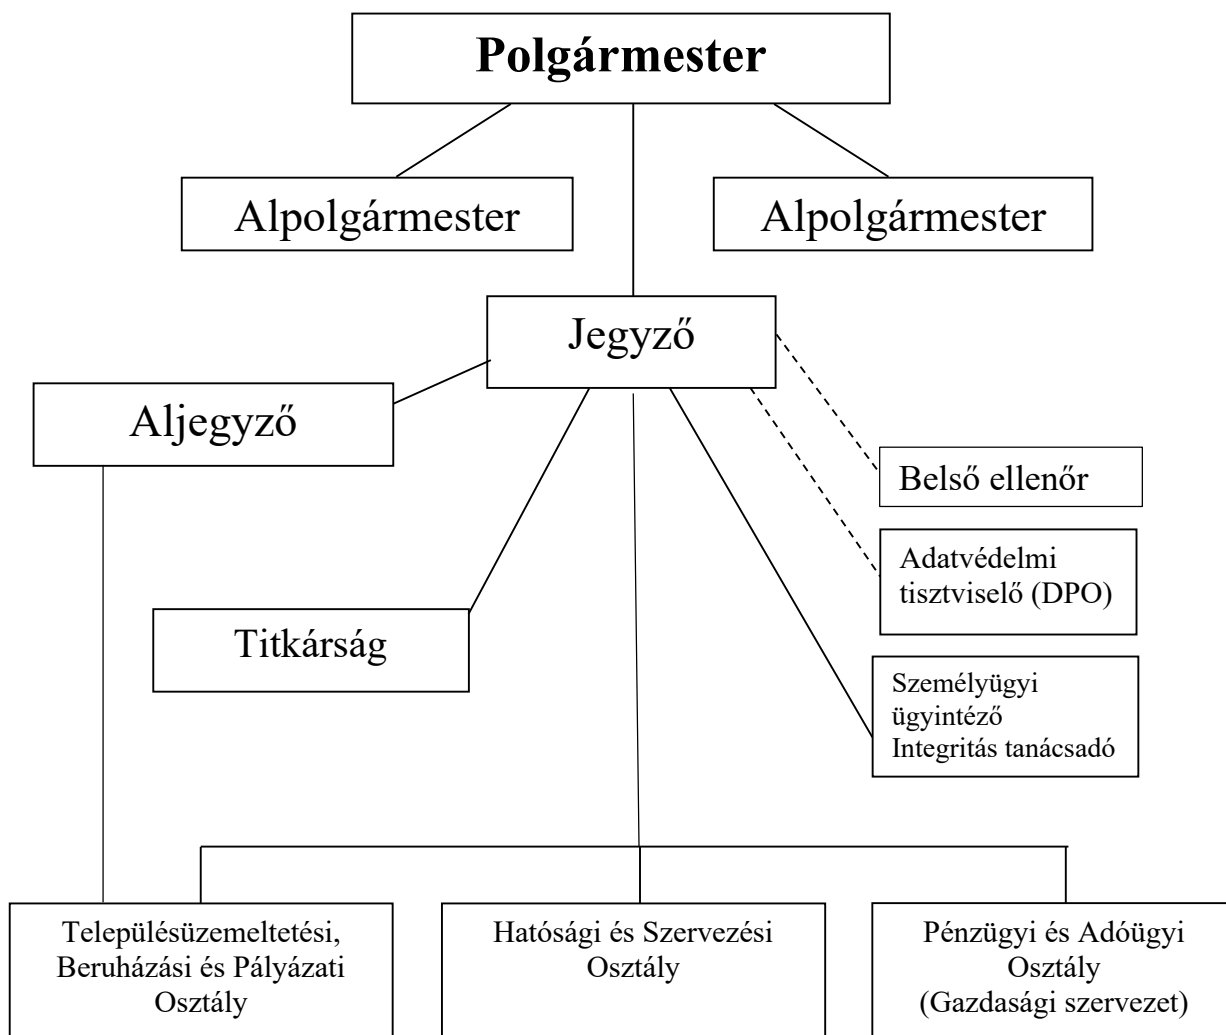 Polgármester
Alpolgármester
Alpolgármester
Jegyző
Aljegyző
Belső ellenőr
Adatvédelmi
tisztviselő (DPO)
Titkárság
Személyügyi
ügyintéző
Integritás tanácsadó
Településüzemeltetési,
Beruházási és Pályázati
Osztály
Hatósági és Szervezési
Osztály
Pénzügyi és Adóügyi
Osztály
(Gazdasági szervezet)